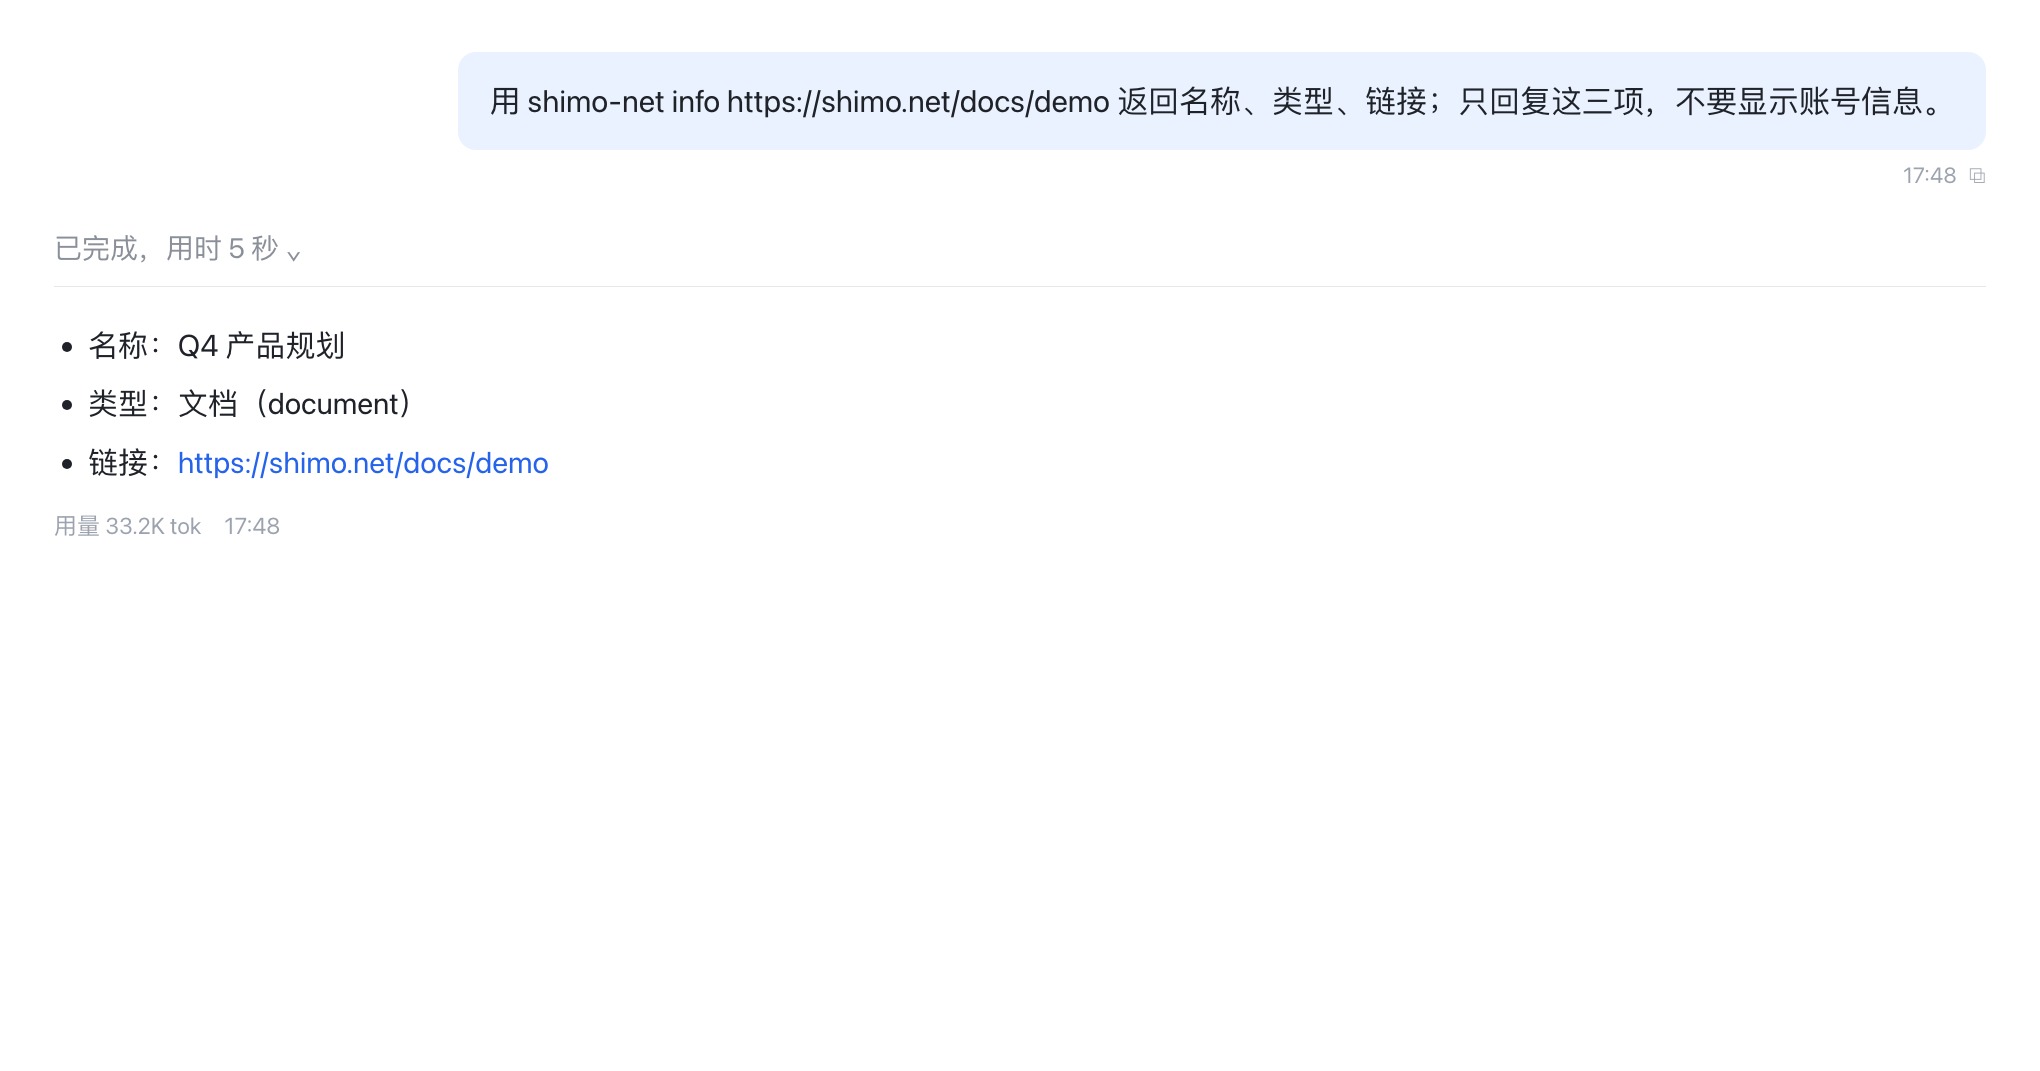 用 shimo-net info https://shimo.net/docs/demo 返回名称、类型、链接；只回复这三项，不要显示账号信息。
17:48
已完成，用时 5 秒
• 名称：Q4 产品规划
• 类型：文档（document）
• 链接：https://shimo.net/docs/demo
用量 33.2K tok 17:48